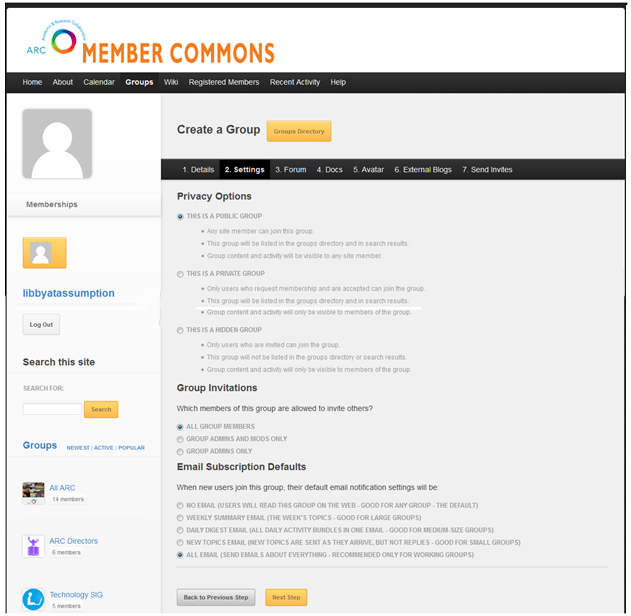 Academic & Research Collaborative
ARC
MEMBER COMMONS
Home About Calendar Groups Wiki Registered Members Recent Activity Help
Memberships
libbyatassumption
Log Out
Search this site
SEARCH FOR:
Search
Groups NEWEST | ACTIVE | POPULAR
All ARC
14 members
ARC Directors
6 members
Technology SIG
5 members
Create a Group Groups Directory
1. Details 2. Settings 3. Forum 4. Docs 5. Avatar 6. External Blogs 7. Send Invites
Privacy Options
THIS IS A PUBLIC GROUP
• Any site member can join this group.
• This group will be listed in the groups directory and in search results.
• Group content and activity will be visible to any site member.
THIS IS A PRIVATE GROUP
• Only users who request membership and are accepted can join the group.
• This group will be listed in the groups directory and in search results.
• Group content and activity will only be visible to members of the group.
THIS IS A HIDDEN GROUP
• Only users who are invited can join the group.
• This group will not be listed in the groups directory or search results.
• Group content and activity will only be visible to members of the group.
Group Invitations
Which members of this group are allowed to invite others?
ALL GROUP MEMBERS
GROUP ADMINS AND MODS ONLY
GROUP ADMINS ONLY
Email Subscription Defaults
When new users join this group, their default email notification settings will be:
NO EMAIL (USERS WILL READ THIS GROUP ON THE WEB - GOOD FOR ANY GROUP - THE DEFAULT)
WEEKLY SUMMARY EMAIL (THE WEEK'S TOPICS - GOOD FOR LARGE GROUPS)
DAILY DIGEST EMAIL (ALL DAILY ACTIVITY BUNDLES IN ONE EMAIL - GOOD FOR MEDIUM-SIZE GROUPS)
NEW TOPICS EMAIL (NEW TOPICS ARE SENT AS THEY ARRIVE, BUT NOT REPLIES - GOOD FOR SMALL GROUPS)
ALL EMAIL (SEND EMAILS ABOUT EVERYTHING - RECOMMENDED ONLY FOR WORKING GROUPS)
Back to Previous Step Next Step